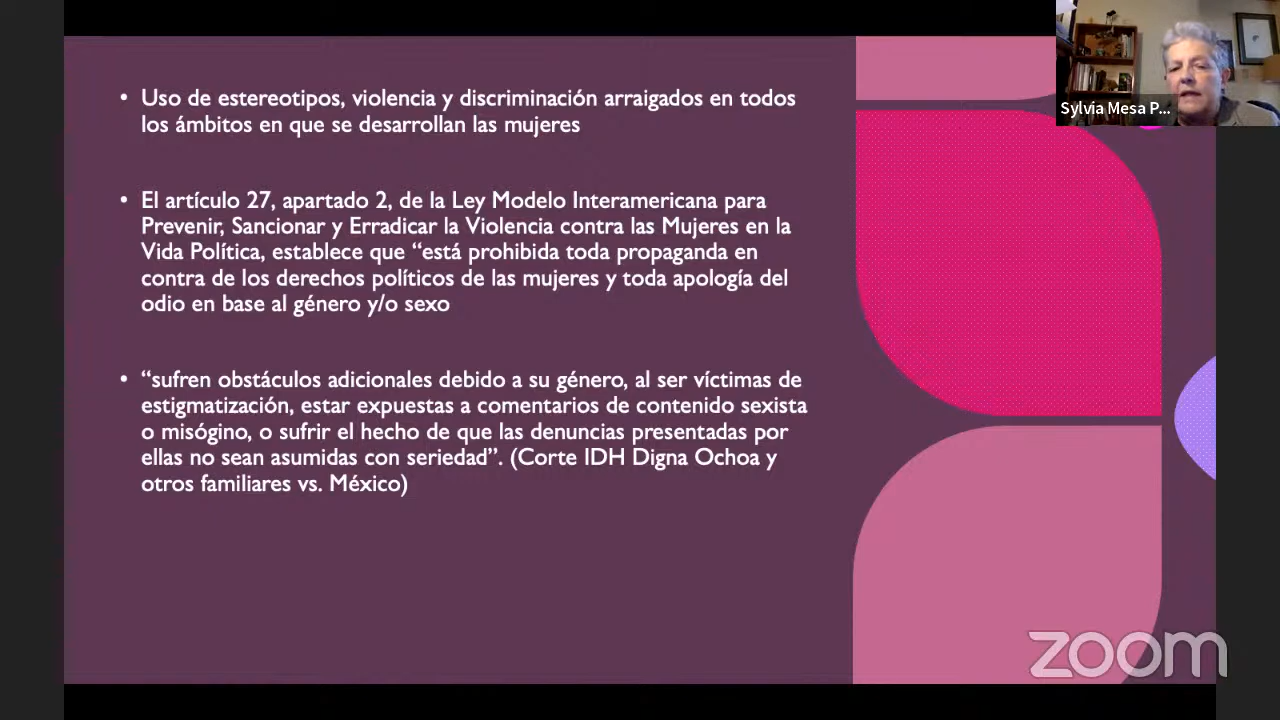 • Uso de estereotipos, violencia y discriminación arraigados en todos
los ámbitos en que se desarrollan las mujeres
• El artículo 27, apartado 2, de la Ley Modelo Interamericana para
Prevenir, Sancionar y Erradicar la Violencia contra las Mujeres en la
Vida Política, establece que “está prohibida toda propaganda en
contra de los derechos políticos de las mujeres y toda apología del
odio en base al género y/o sexo
• “sufren obstáculos adicionales debido a su género, al ser víctimas de
estigmatización, estar expuestas a comentarios de contenido sexista
o misógino, o sufrir el hecho de que las denuncias presentadas por
ellas no sean asumidas con seriedad”. (Corte IDH Digna Ochoa y
otros familiares vs. México)
Sylvia Mesa P...
zoom